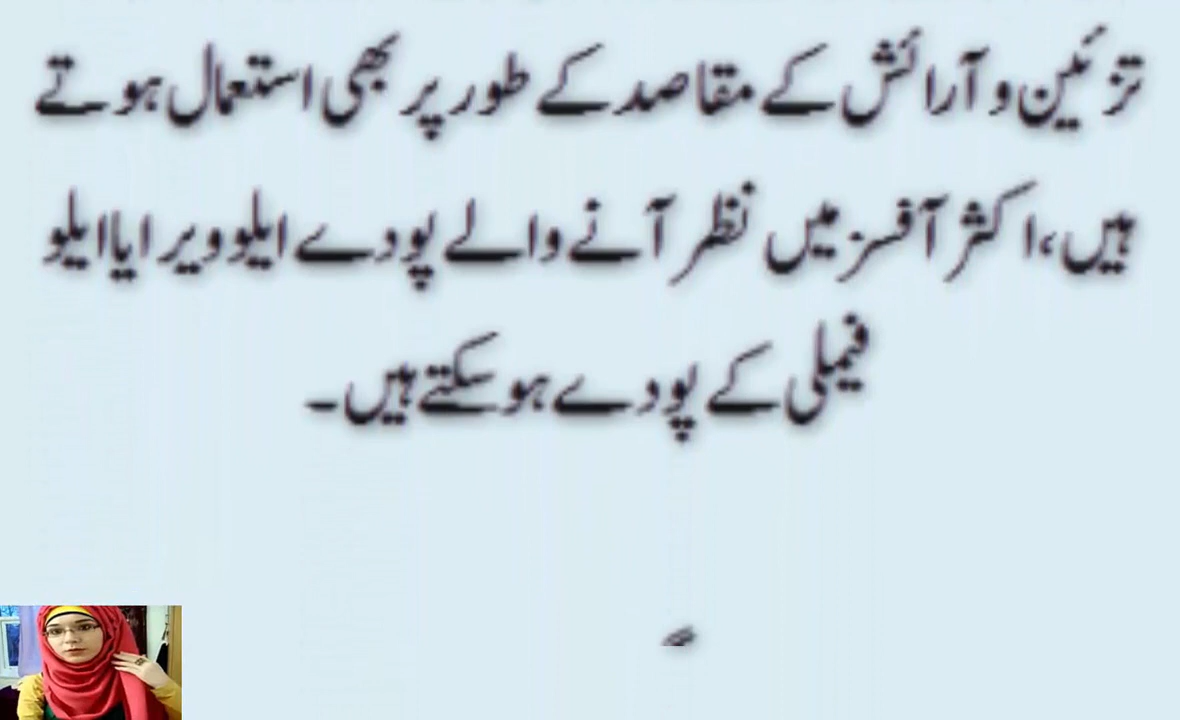 تزئین و آرائش کے مقاصد کے طور پر بھی استعمال ہوتے
ہیں، اکثر آفسز میں نظر آنے والے پودے ایلوویرا یا ایلو
فیملی کے پودے ہو سکتے ہیں۔